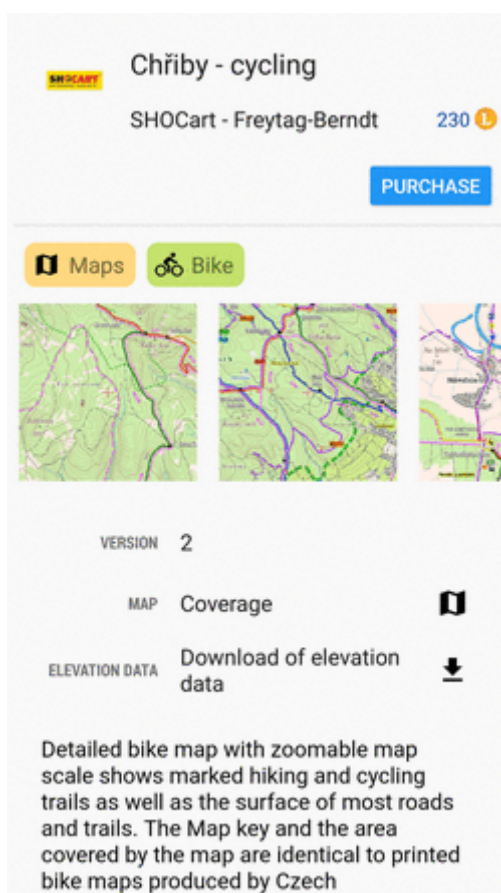 SHOCART
Chřiby - cycling
SHOCart - Freytag-Berndt
230 L
PURCHASE
Maps
Bike
VERSION 2
MAP Coverage
ELEVATION DATA Download of elevation
data
Detailed bike map with zoomable map
scale shows marked hiking and cycling
trails as well as the surface of most roads
and trails. The Map key and the area
covered by the map are identical to printed
bike maps produced by Czech